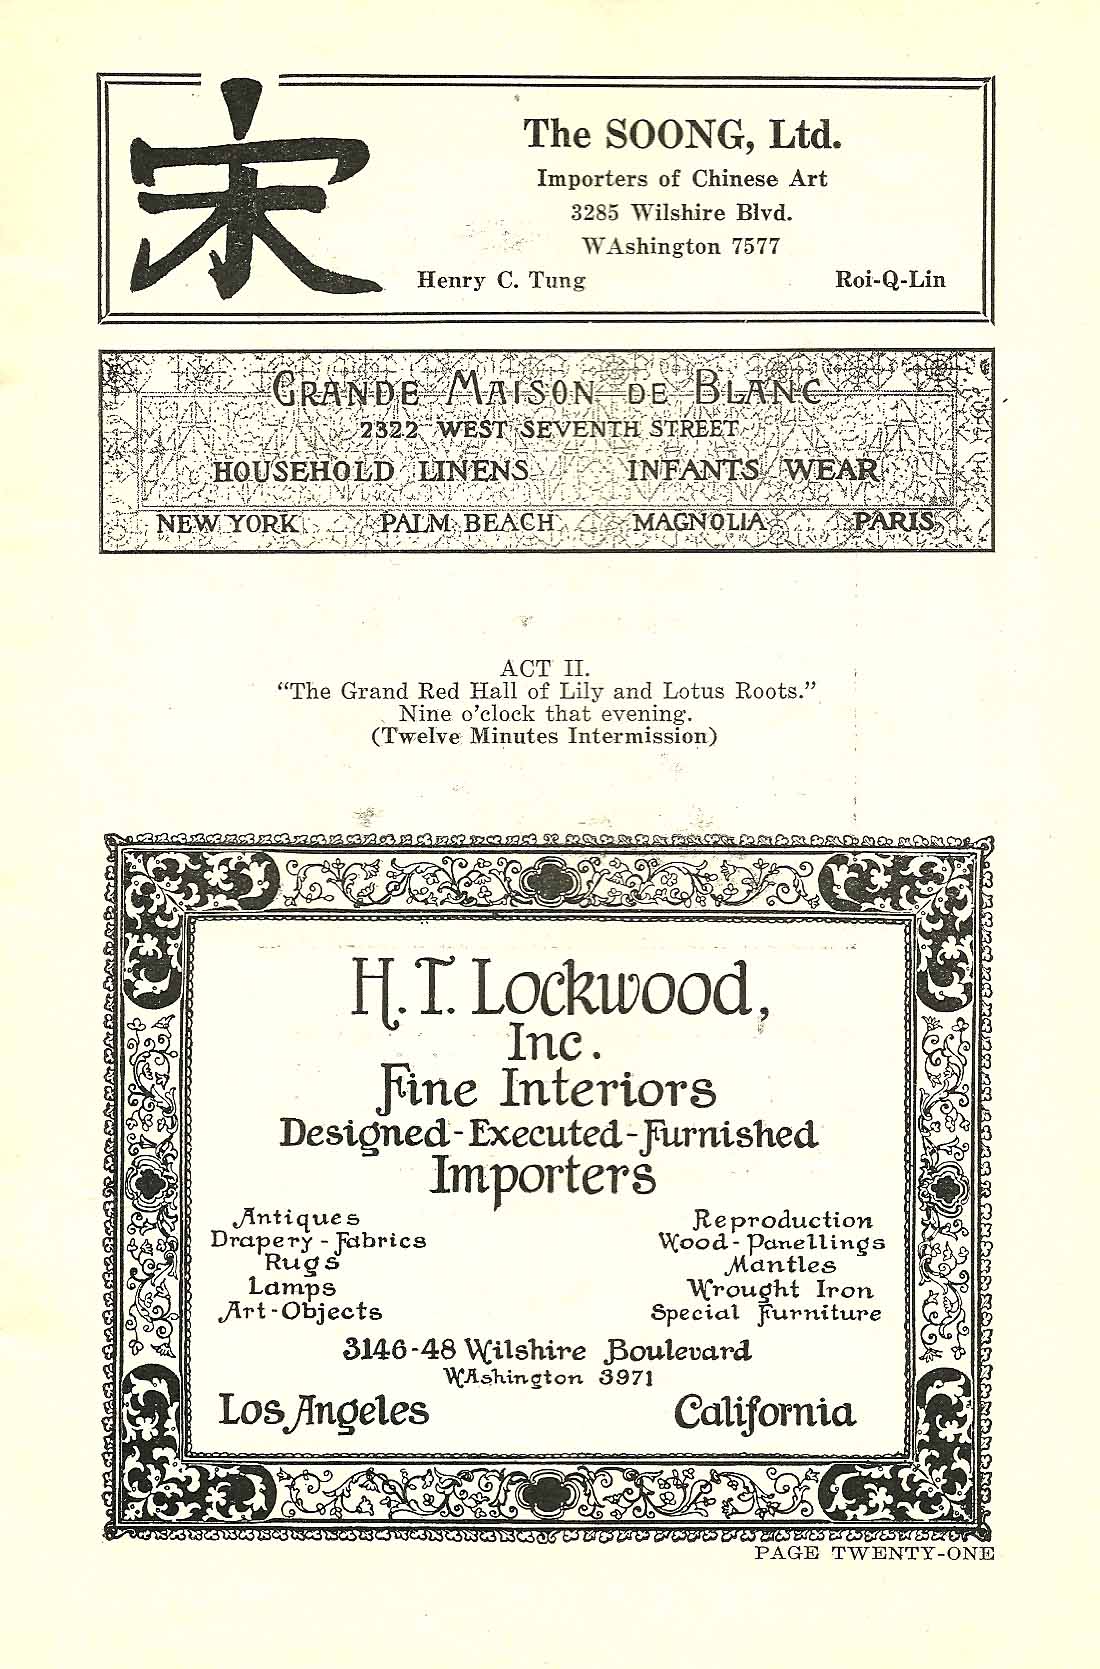 宋
The SOONG, Ltd.
Importers of Chinese Art
3285 Wilshire Blvd.
WAshington 7577
Henry C. Tung Roi-Q-Lin
GRANDE MAISON DE BLANC
2322 WEST SEVENTH STREET
HOUSEHOLD LINENS INFANTS WEAR
NEW YORK PALM BEACH MAGNOLIA PARIS
ACT II.
“The Grand Red Hall of Lily and Lotus Roots.”
Nine o’clock that evening.
(Twelve Minutes Intermission)
H. T. Lockwood,
Inc.
Fine Interiors
Designed-Executed-Furnished
Importers
Antiques Reproduction
Drapery-Fabrics Wood-Panellings
Rugs Mantles
Lamps Wrought Iron
Art-Objects Special Furniture
3146-48 Wilshire Boulevard
WAshington 3971
Los Angeles California
PAGE TWENTY-ONE